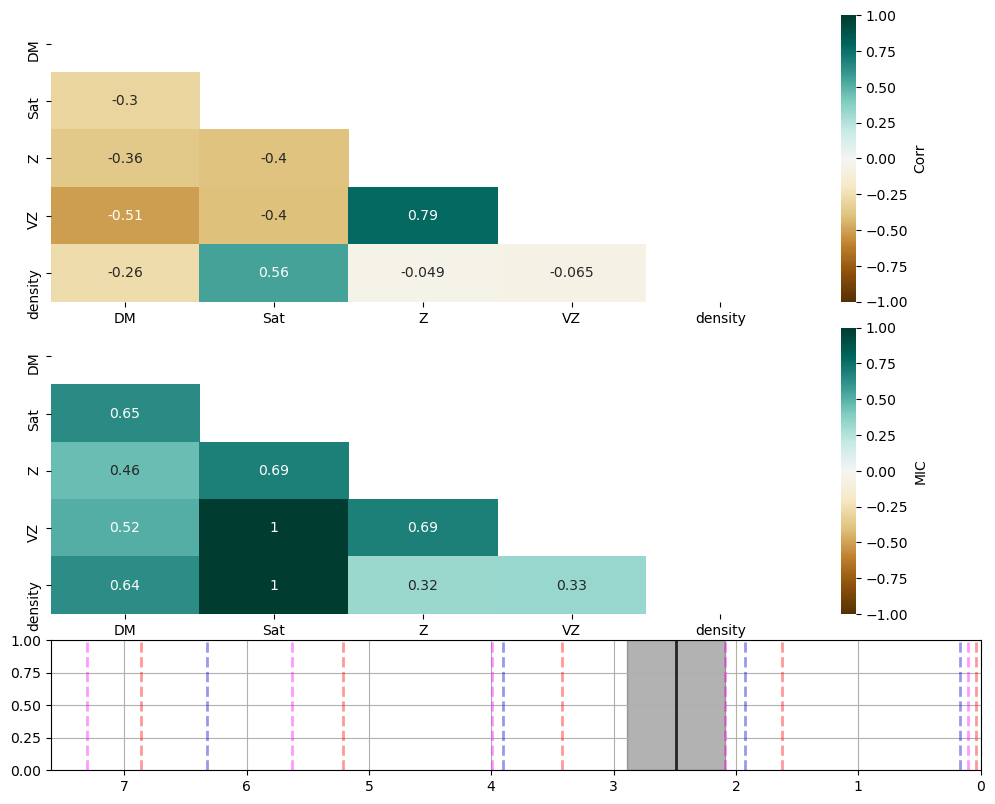 DM
Sat
Z
VZ
density
-0.3
-0.36 -0.4
-0.51 -0.4 0.79
-0.26 0.56 -0.049 -0.065
DM Sat Z VZ density
1.00
0.75
0.50
0.25
0.00
−0.25
−0.50
−0.75
−1.00
Corr
DM
Sat
Z
VZ
density
0.65
0.46 0.69
0.52 1 0.69
0.64 1 0.32 0.33
DM Sat Z VZ density
1.00
0.75
0.50
0.25
0.00
−0.25
−0.50
−0.75
−1.00
MIC
1.00
0.75
0.50
0.25
0.00
7 6 5 4 3 2 1 0